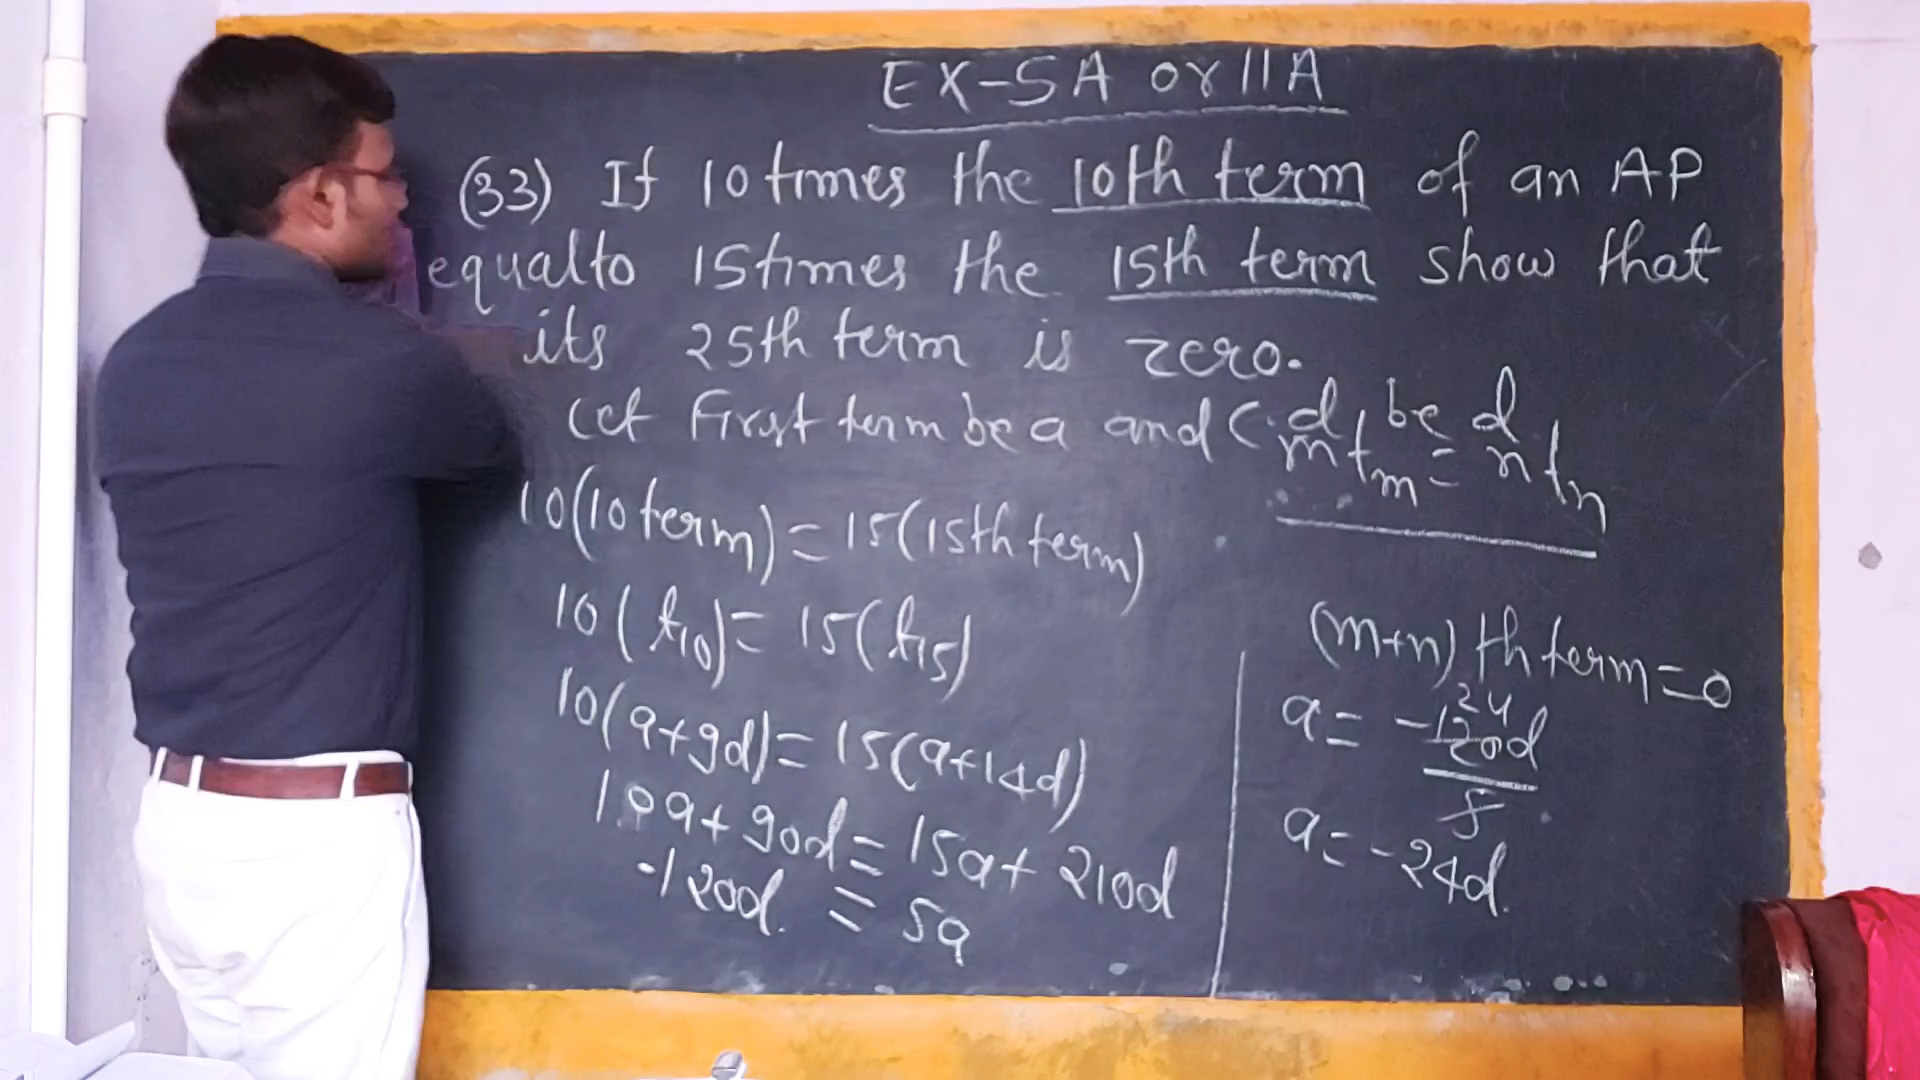 EX-5A or 11A
(33) If 10 times the 10th term of an AP
equal to 15 times the 15th term show that
its 25th term is zero.
Let First term be a and C.d be d
m tm = n tn
10(10 term) = 15(15th term)
10(t10) = 15(t15)
10(a+9d) = 15(a+14d)
10a+90d = 15a+210d
-120d = 5a
(m+n)th term = 0
24
a = -120d
5
a = -24d.